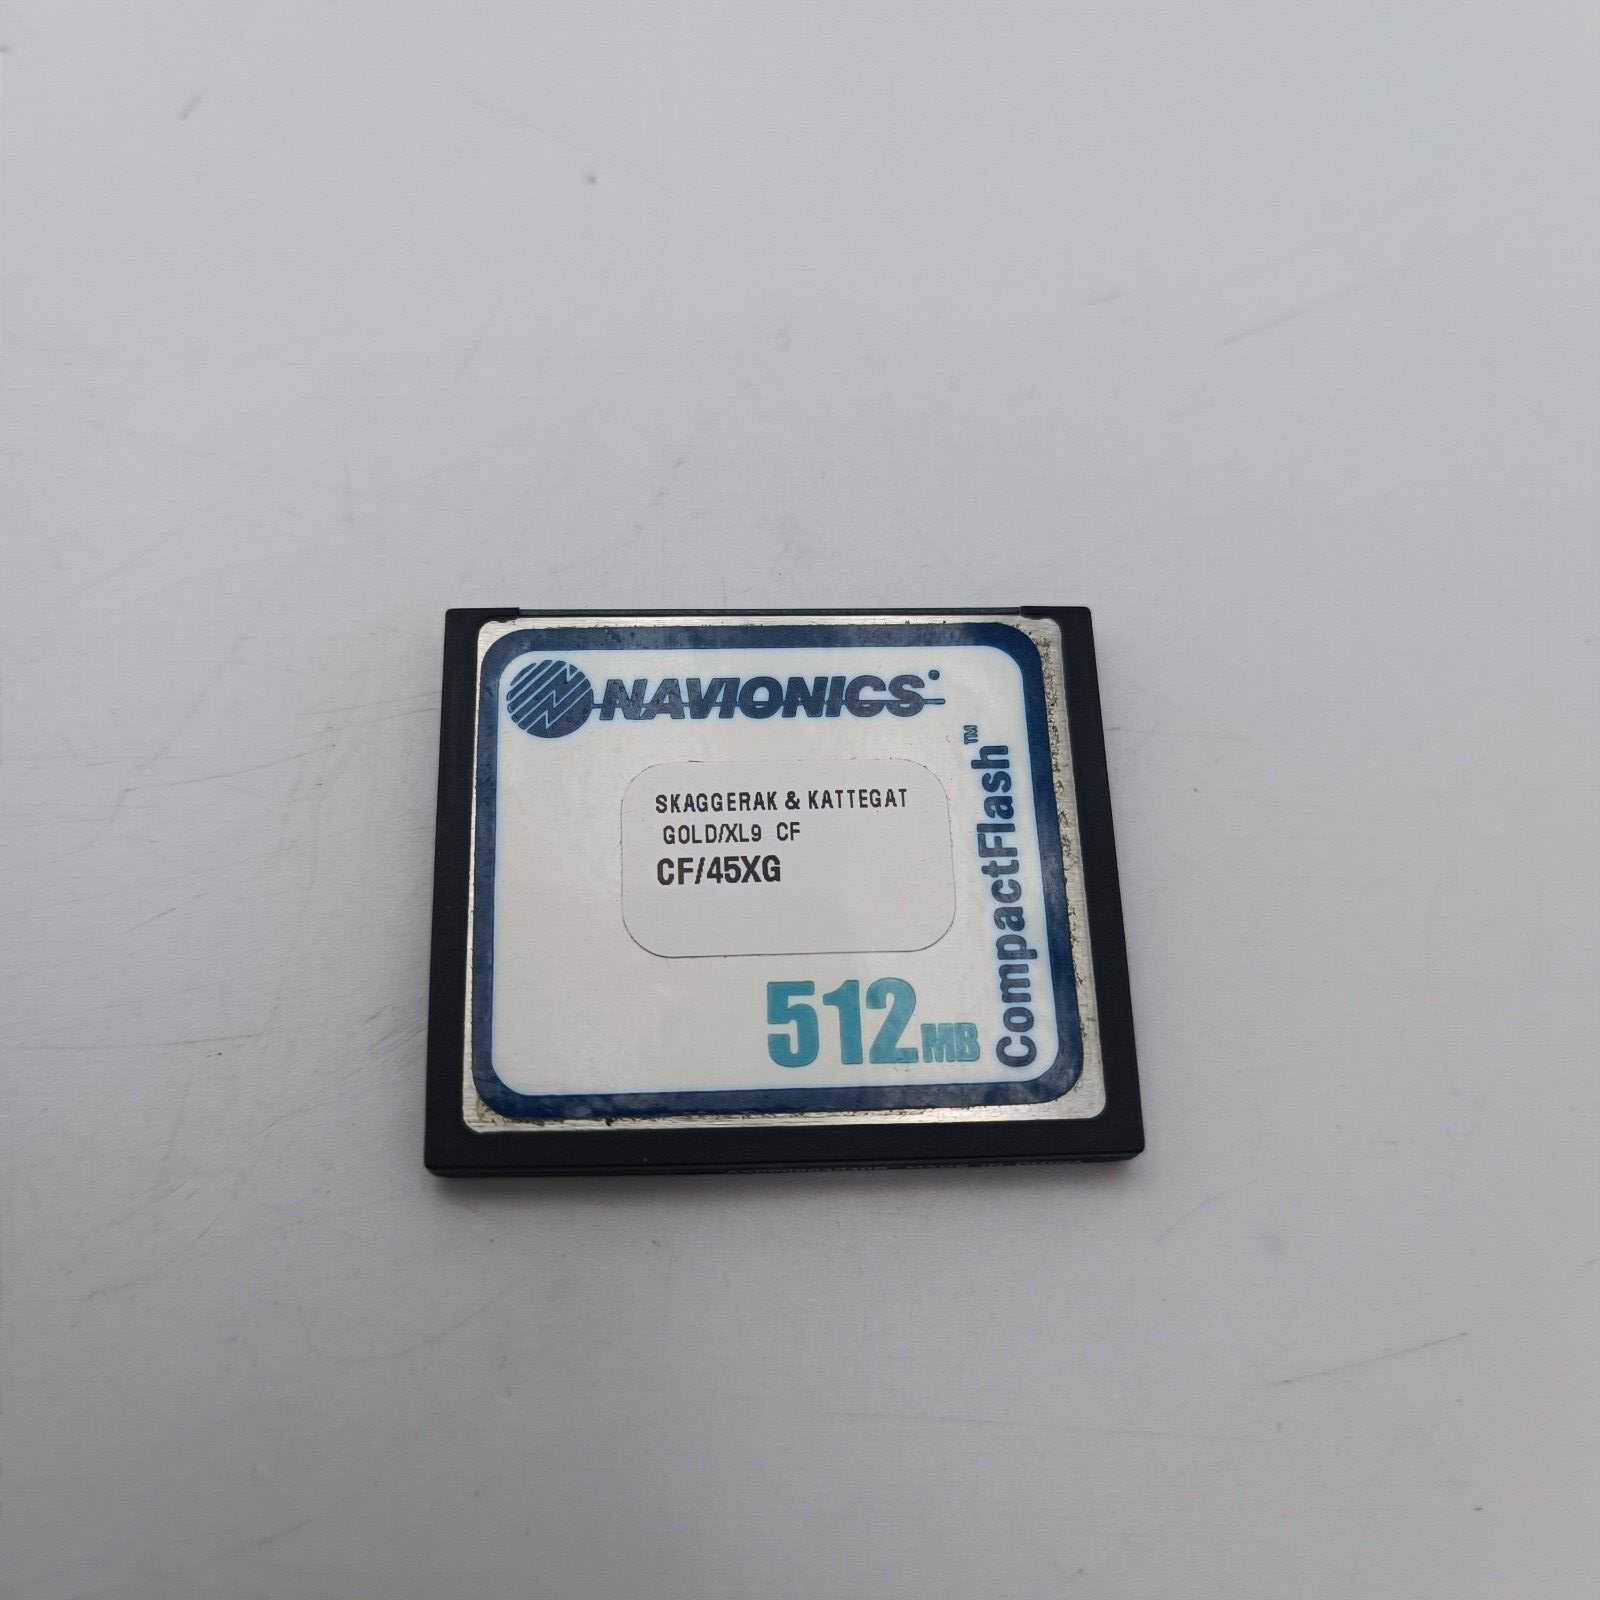 NAVIONICS
SKAGGERAK & KATTEGAT
GOLD/XL9 CF
CF/45XG
512MB
CompactFlash™